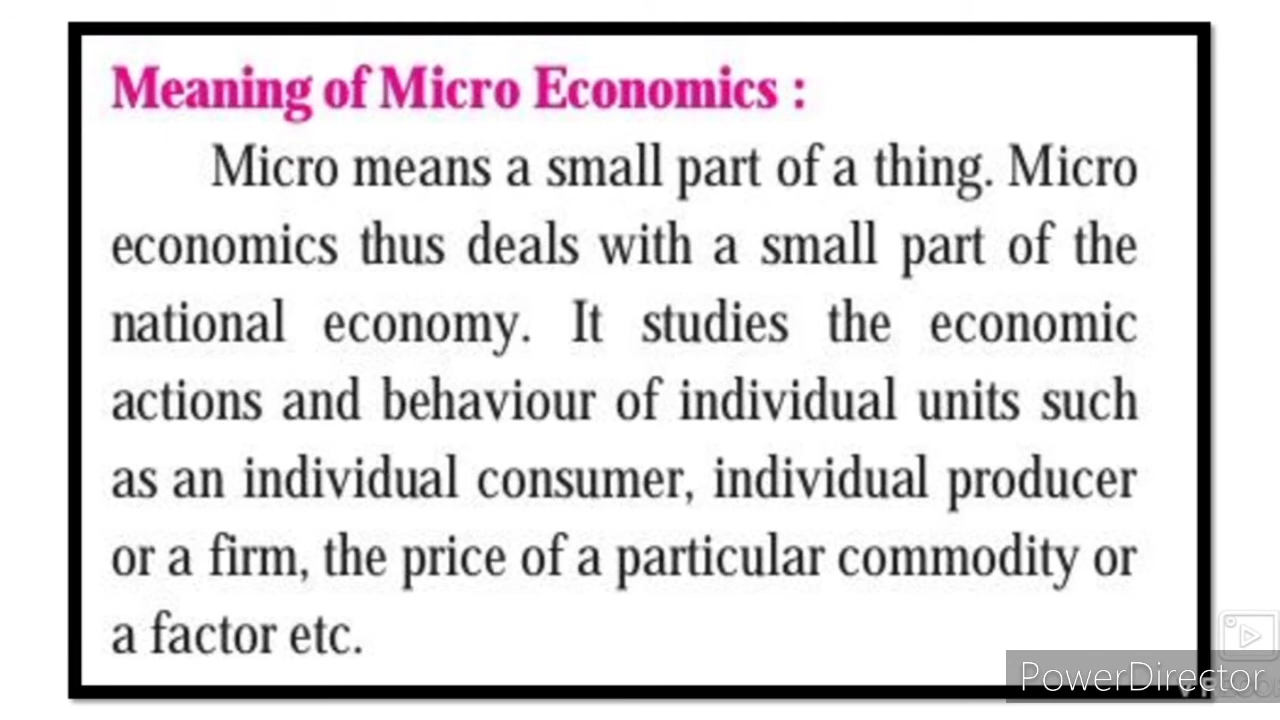 Meaning of Micro Economics :
Micro means a small part of a thing. Micro
economics thus deals with a small part of the
national economy. It studies the economic
actions and behaviour of individual units such
as an individual consumer, individual producer
or a firm, the price of a particular commodity or
a factor etc.
PowerDirector